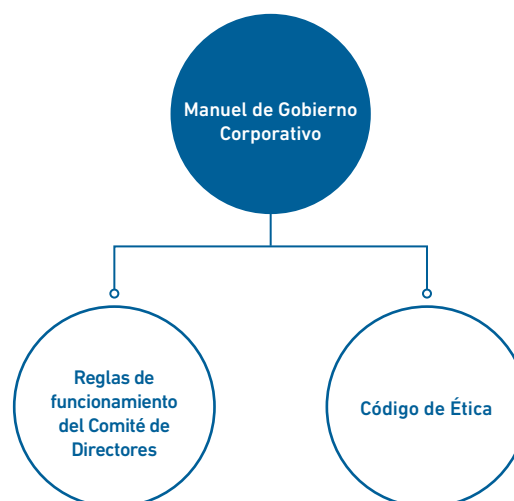 Manuel de Gobierno
Corporativo
Reglas de
funcionamiento
del Comité de
Directores
Código de Ética